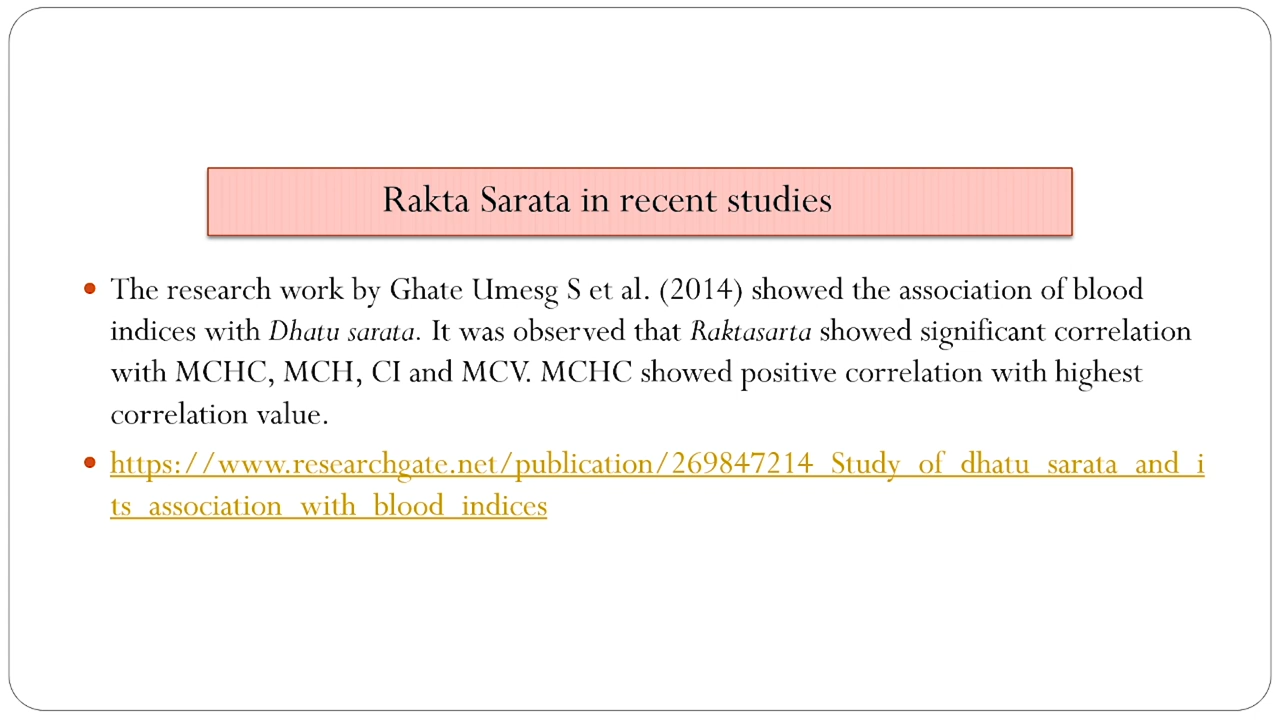 Rakta Sarata in recent studies
The research work by Ghate Umesg S et al. (2014) showed the association of blood
indices with Dhatu sarata. It was observed that Raktasarta showed significant correlation
with MCHC, MCH, CI and MCV. MCHC showed positive correlation with highest
correlation value.
https://www.researchgate.net/publication/269847214_Study_of_dhatu_sarata_and_i
ts_association_with_blood_indices